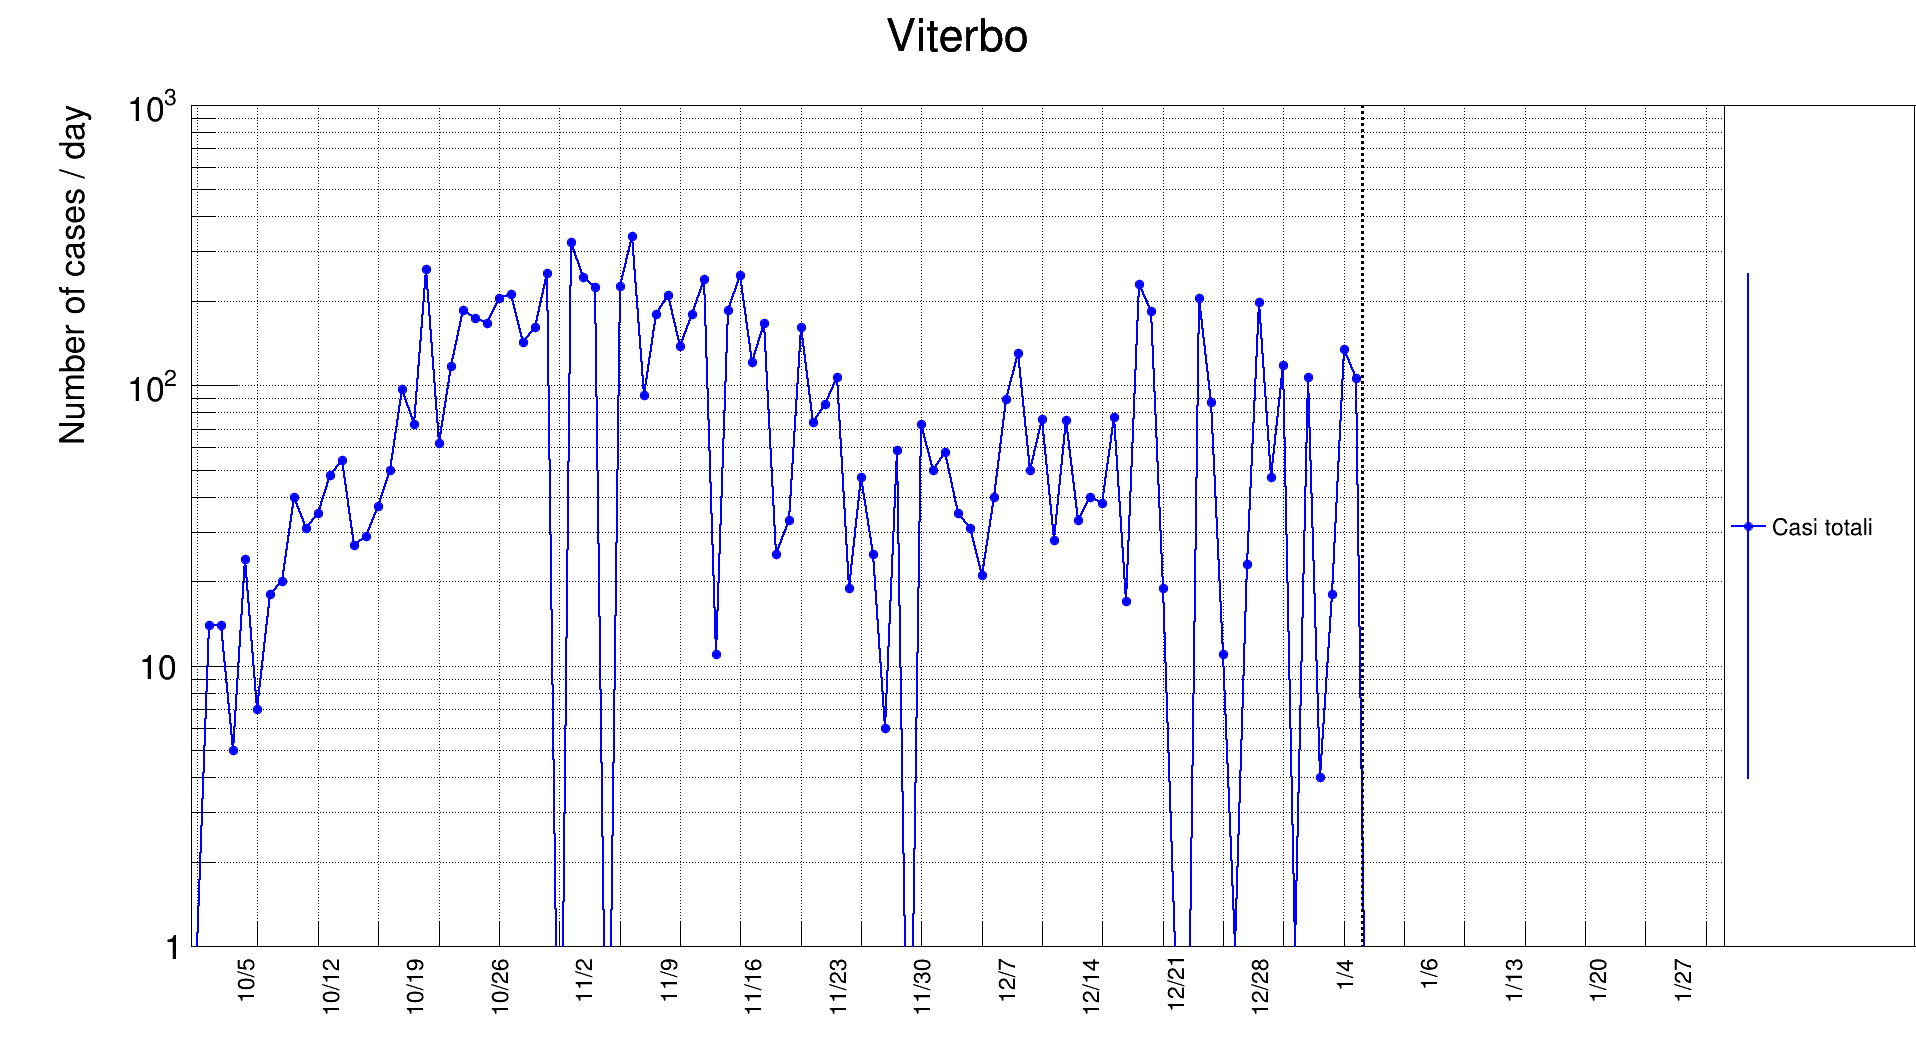 Viterbo
Number of cases / day
10³
10²
10
1
10/5 10/12 10/19 10/26 11/2 11/9 11/16 11/23 11/30 12/7 12/14 12/21 12/28 1/4 1/6 1/13 1/20 1/27
Casi totali